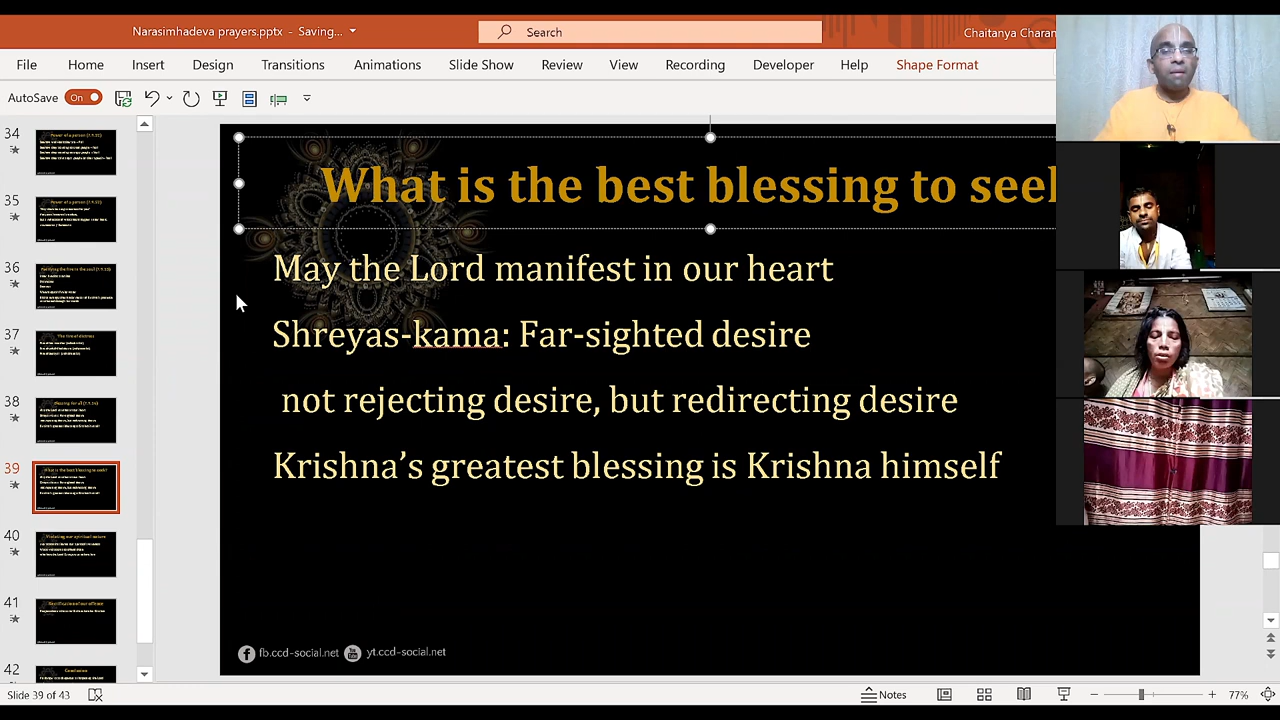 Narasimhadeva prayers.pptx - Saving...
Search
Chaitanya Charan
File Home Insert Design Transitions Animations Slide Show Review View Recording Developer Help Shape Format
AutoSave On
34
35
36
37
38
39
40
41
42
What is the best blessing to seek
May the Lord manifest in our heart
Shreyas-kama: Far-sighted desire
not rejecting desire, but redirecting desire
Krishna’s greatest blessing is Krishna himself
fb.ccd-social.net yt.ccd-social.net
Slide 39 of 43
Notes
77%